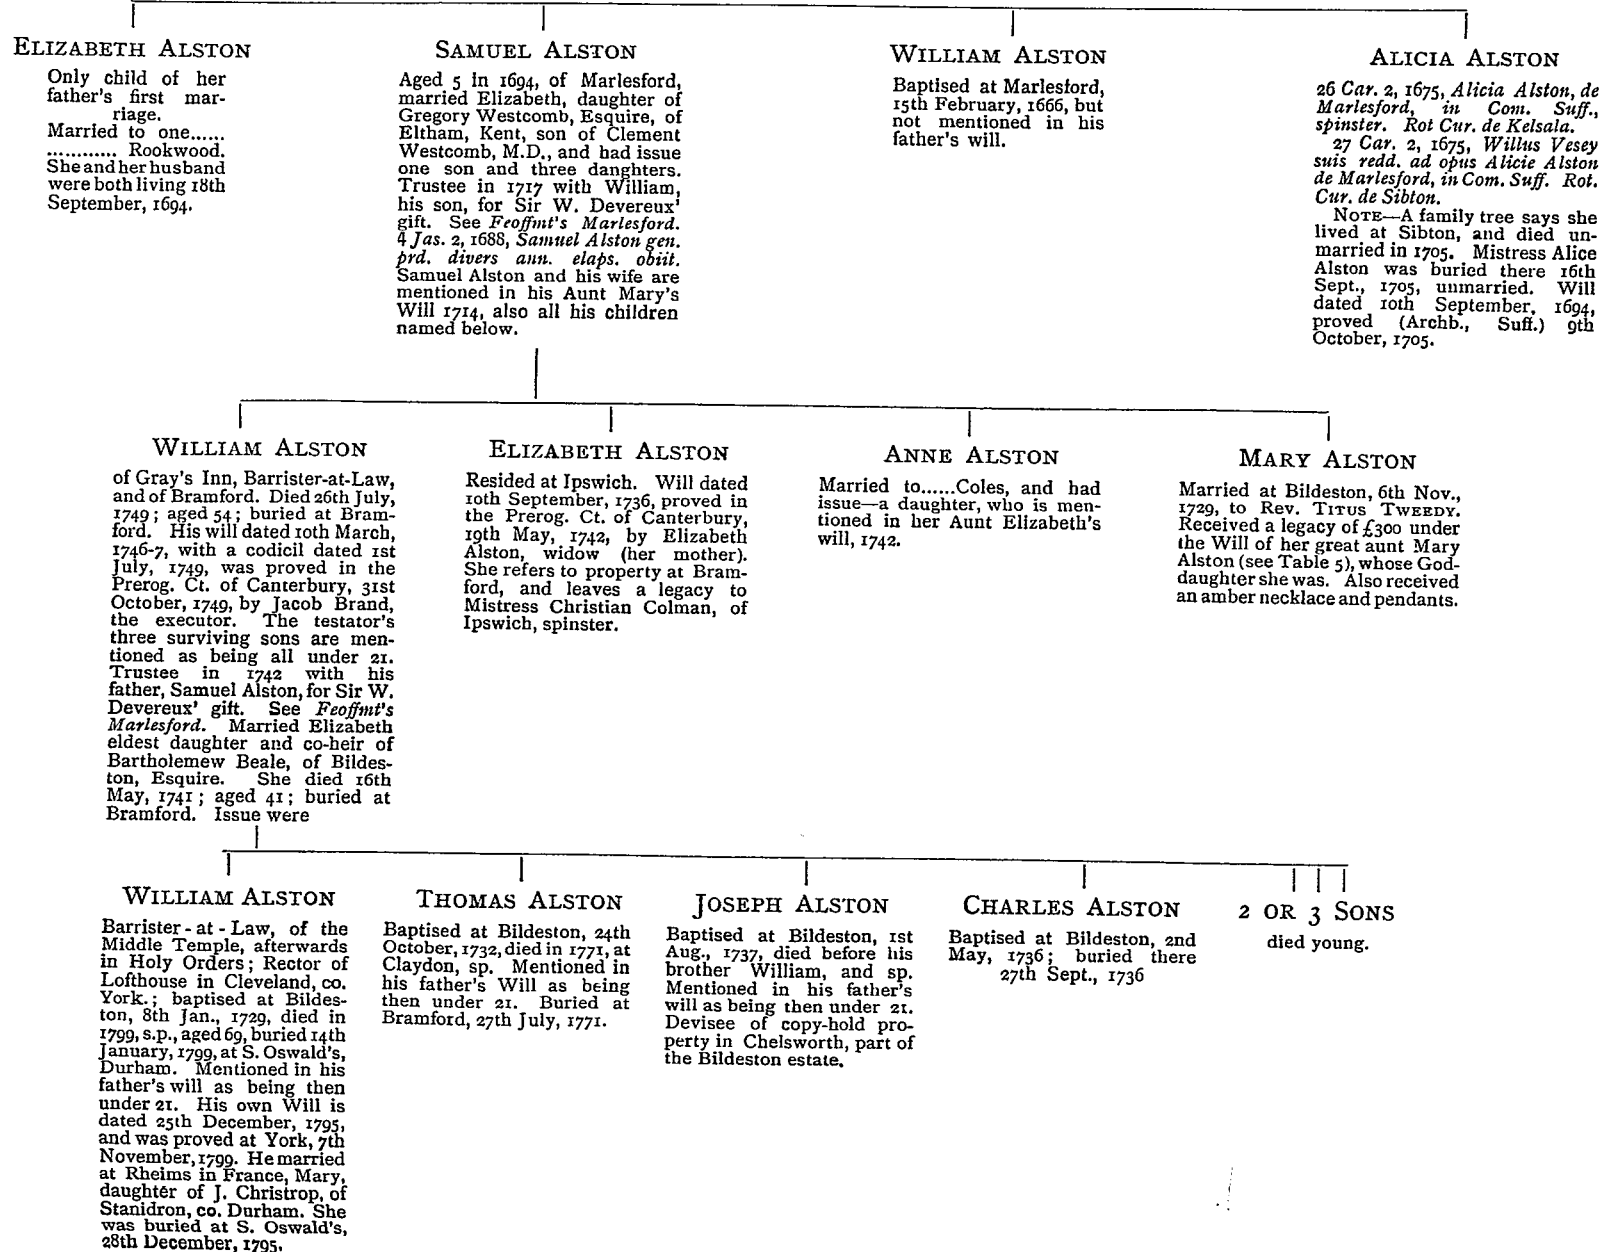 ELIZABETH ALSTON
Only child of her
father's first mar-
riage.
Married to one......
............ Rookwood.
She and her husband
were both living 18th
September, 1694.
SAMUEL ALSTON
Aged 5 in 1694, of Marlesford,
married Elizabeth, daughter of
Gregory Westcomb, Esquire, of
Eltham, Kent, son of Clement
Westcomb, M.D., and had issue
one son and three danghters.
Trustee in 1717 with William,
his son, for Sir W. Devereux'
gift. See Feoffmt's Marlesford.
4 Jas. 2, 1688, Samuel Alston gen.
prd. divers ann. elaps. obiit.
Samuel Alston and his wife are
mentioned in his Aunt Mary's
Will 1714, also all his children
named below.
WILLIAM ALSTON
Baptised at Marlesford,
15th February, 1666, but
not mentioned in his
father's will.
ALICIA ALSTON
26 Car. 2, 1675, Alicia Alston, de
Marlesford, in Com. Suff.,
spinster. Rot Cur. de Kelsala.
27 Car. 2, 1675, Willus Vesey
suis redd. ad opus Alicie Alston
de Marlesford, in Com. Suff. Rot.
Cur. de Sibton.
NOTE—A family tree says she
lived at Sibton, and died un-
married in 1705. Mistress Alice
Alston was buried there 16th
Sept., 1705, unmarried. Will
dated 10th September, 1694,
proved (Archb., Suff.) 9th
October, 1705.
WILLIAM ALSTON
of Gray's Inn, Barrister-at-Law,
and of Bramford. Died 26th July,
1749; aged 54; buried at Bram-
ford. His will dated 10th March,
1746-7, with a codicil dated 1st
July, 1749, was proved in the
Prerog. Ct. of Canterbury, 31st
October, 1749, by Jacob Brand,
the executor. The testator's
three surviving sons are men-
tioned as being all under 21.
Trustee in 1742 with his
father, Samuel Alston, for Sir W.
Devereux' gift. See Feoffmt's
Marlesford. Married Elizabeth
eldest daughter and co-heir of
Bartholemew Beale, of Bildes-
ton, Esquire. She died 16th
May, 1741; aged 41; buried at
Bramford. Issue were
ELIZABETH ALSTON
Resided at Ipswich. Will dated
10th September, 1736, proved in
the Prerog. Ct. of Canterbury,
19th May, 1742, by Elizabeth
Alston, widow (her mother).
She refers to property at Bram-
ford, and leaves a legacy to
Mistress Christian Colman, of
Ipswich, spinster.
ANNE ALSTON
Married to......Coles, and had
issue—a daughter, who is men-
tioned in her Aunt Elizabeth's
will, 1742.
MARY ALSTON
Married at Bildeston, 6th Nov.,
1729, to Rev. TITUS TWEEDY.
Received a legacy of £300 under
the Will of her great aunt Mary
Alston (see Table 5), whose God-
daughter she was. Also received
an amber necklace and pendants.
WILLIAM ALSTON
Barrister-at-Law, of the
Middle Temple, afterwards
in Holy Orders; Rector of
Lofthouse in Cleveland, co.
York.; baptised at Bildes-
ton, 8th Jan., 1729, died in
1799, s.p., aged 69, buried 14th
January, 1799, at S. Oswald's,
Durham. Mentioned in his
father's will as being then
under 21. His own Will is
dated 25th December, 1795,
and was proved at York, 7th
November, 1799. He married
at Rheims in France, Mary,
daughter of J. Christrop, of
Stanidron, co. Durham. She
was buried at S. Oswald's,
28th December, 1795.
THOMAS ALSTON
Baptised at Bildeston, 24th
October, 1732, died in 1771, at
Claydon, sp. Mentioned in
his father's Will as being
then under 21. Buried at
Bramford, 27th July, 1771.
JOSEPH ALSTON
Baptised at Bildeston, 1st
Aug., 1737, died before his
brother William, and sp.
Mentioned in his father's
will as being then under 21.
Devisee of copy-hold pro-
perty in Chelsworth, part of
the Bildeston estate.
CHARLES ALSTON
Baptised at Bildeston, 2nd
May, 1736; buried there
27th Sept., 1736
2 OR 3 SONS
died young.